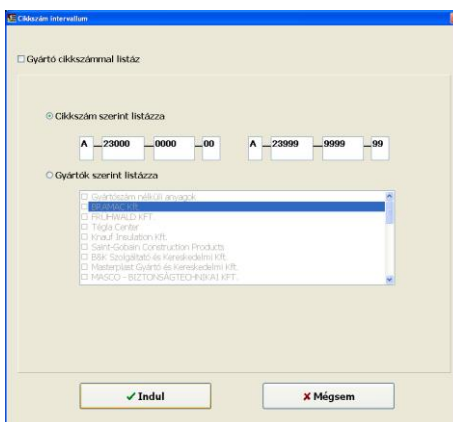 Cikkszám intervallum
Gyártó cikkszámmal listáz
Cikkszám szerint listázza
A 23000 0000 00 A 23999 9999 99
Gyártók szerint listázza
Gyártószám nélküli anyagok
BRAMAC Kft.
FRÜHWALD KFT.
Tégla Center
Knauf Insulation Kft.
Saint-Gobain Construction Products
B&K Szolgáltató és Kereskedelmi Kft.
Masterplast Gyártó és Kereskedelmi Kft.
MASCO - BIZTONSÁGTECHNIKAI KFT.
Indul Mégsem